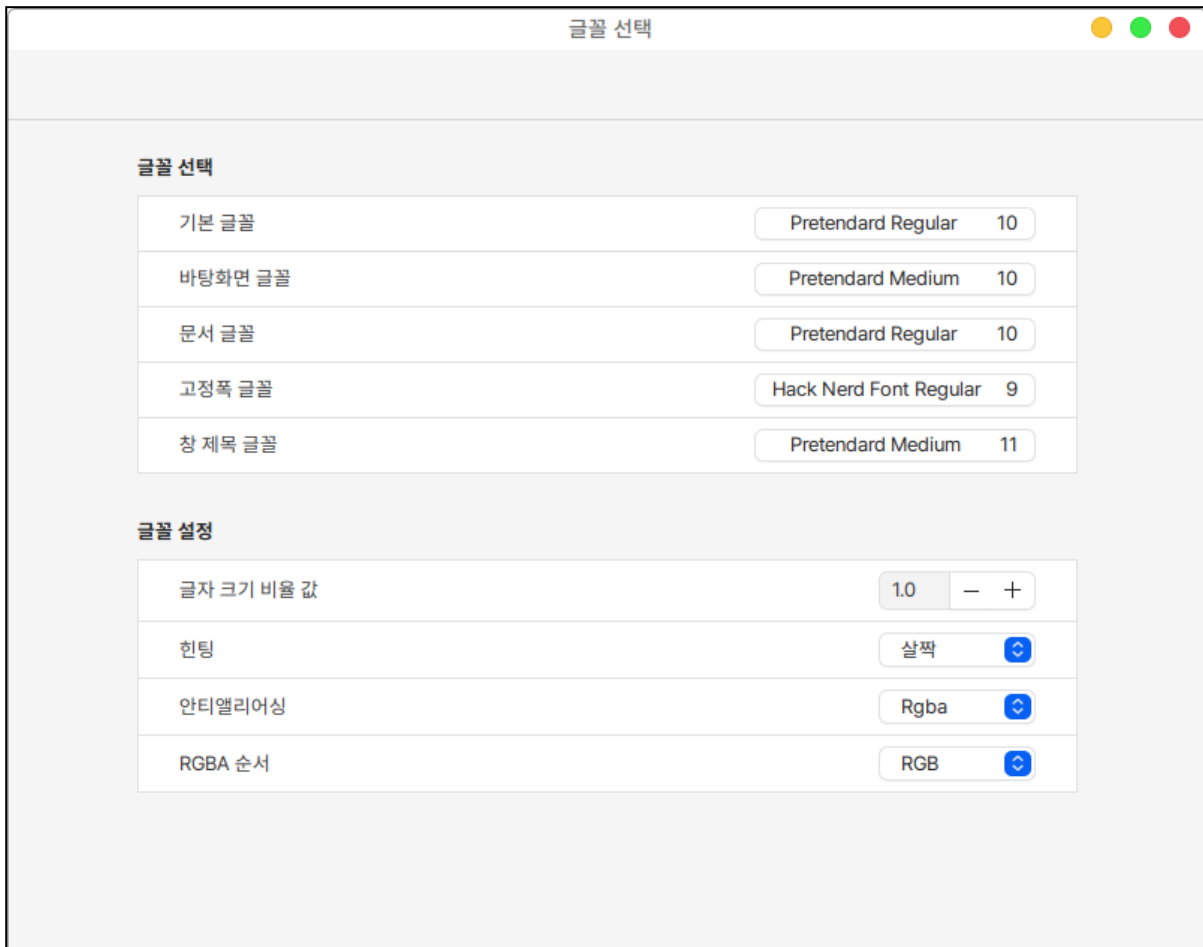 글꼴 선택
글꼴 선택
기본 글꼴 Pretendard Regular 10
바탕화면 글꼴 Pretendard Medium 10
문서 글꼴 Pretendard Regular 10
고정폭 글꼴 Hack Nerd Font Regular 9
창 제목 글꼴 Pretendard Medium 11
글꼴 설정
글자 크기 비율 값 1.0 − +
힌팅 살짝
안티앨리어싱 Rgba
RGBA 순서 RGB